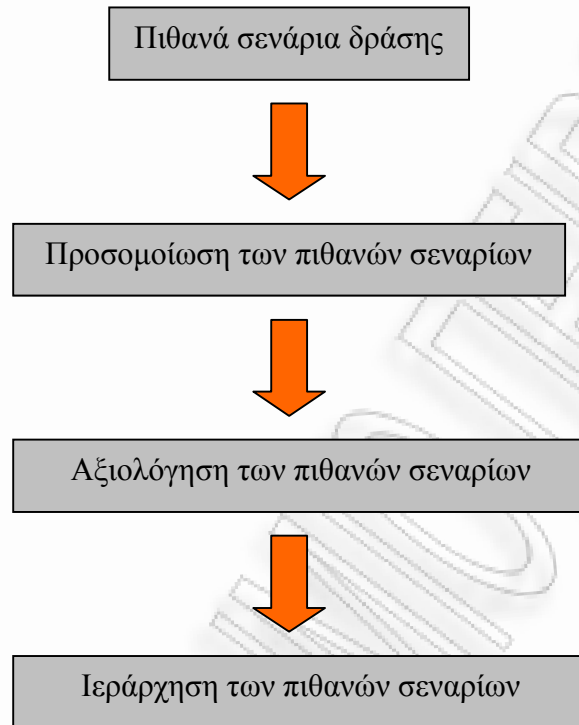 Πιθανά σενάρια δράσης
Προσομοίωση των πιθανών σεναρίων
Αξιολόγηση των πιθανών σεναρίων
Ιεράρχηση των πιθανών σεναρίων